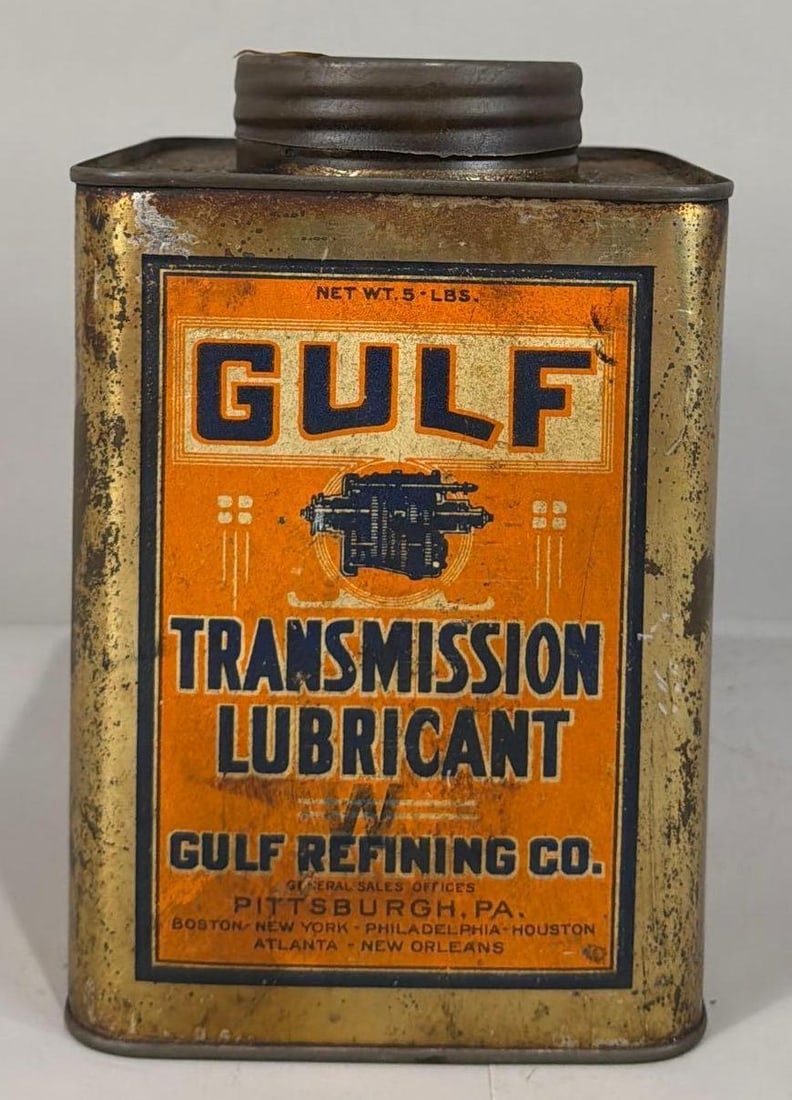 NET WT. 5-LBS.
GULF
TRANSMISSION
LUBRICANT
W
GULF REFINING CO.
GENERAL SALES OFFICES
PITTSBURGH, PA.
BOSTON - NEW YORK - PHILADELPHIA - HOUSTON
ATLANTA - NEW ORLEANS